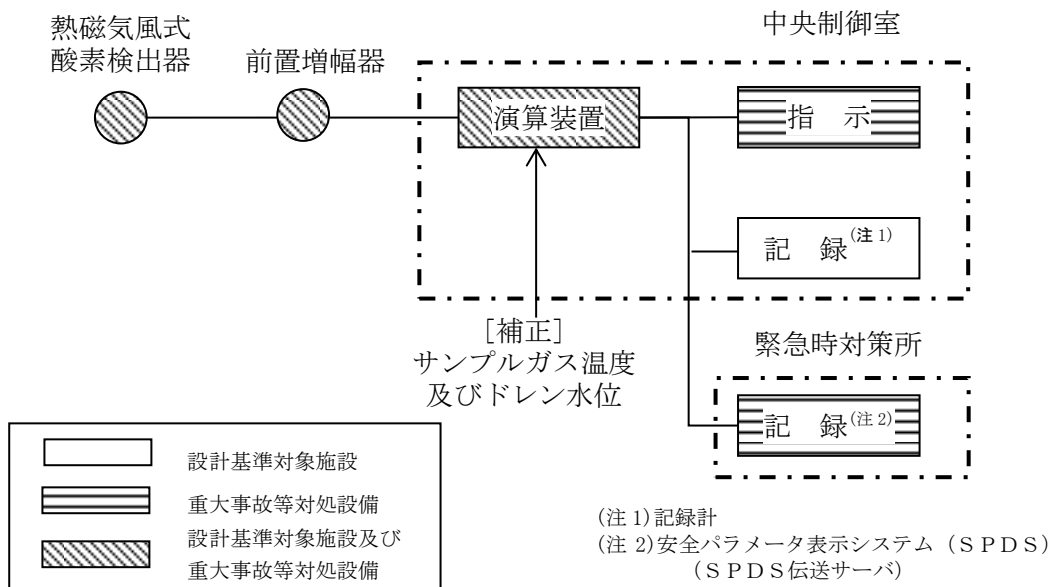 中央制御室
熱磁気風式
酸素検出器
前置増幅器
演算装置
指　示
記　録(注1)
[補正]
サンプルガス温度
及びドレン水位
緊急時対策所
記　録(注2)
設計基準対象施設
重大事故等対処設備
設計基準対象施設及び
重大事故等対処設備
(注1)記録計
(注2)安全パラメータ表示システム（ＳＰＤＳ）
（ＳＰＤＳ伝送サーバ）